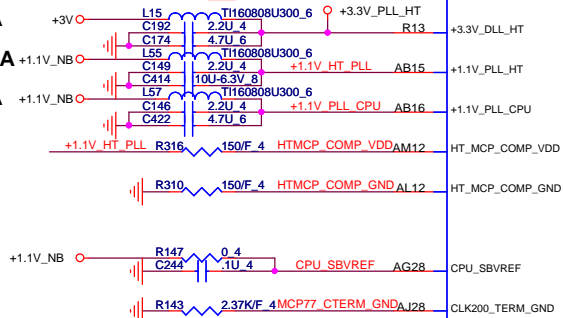 L15 TI160808U300_6 +3.3V_PLL_HT
+3V C192 2.2U_4 R13 +3.3V_DLL_HT
C174 4.7U_6
A +1.1V_NB L55 TI160808U300_6
C149 2.2U_4 +1.1V_HT_PLL AB15 +1.1V_PLL_HT
C414 10U-6.3V_8
+1.1V_NB L57 TI160808U300_6
C146 2.2U_4 +1.1V_PLL_CPU AB16 +1.1V_PLL_CPU
C422 4.7U_6
+1.1V_HT_PLL R316 150/F_4 HTMCP_COMP_VDD AM12 HT_MCP_COMP_VDD
R310 150/F_4 HTMCP_COMP_GND AL12 HT_MCP_COMP_GND
+1.1V_NB R147 0_4
C244 .1U_4 CPU_SBVREF AG28 CPU_SBVREF
R143 2.37K/F_4 MCP77_CTERM_GND AJ28 CLK200_TERM_GND